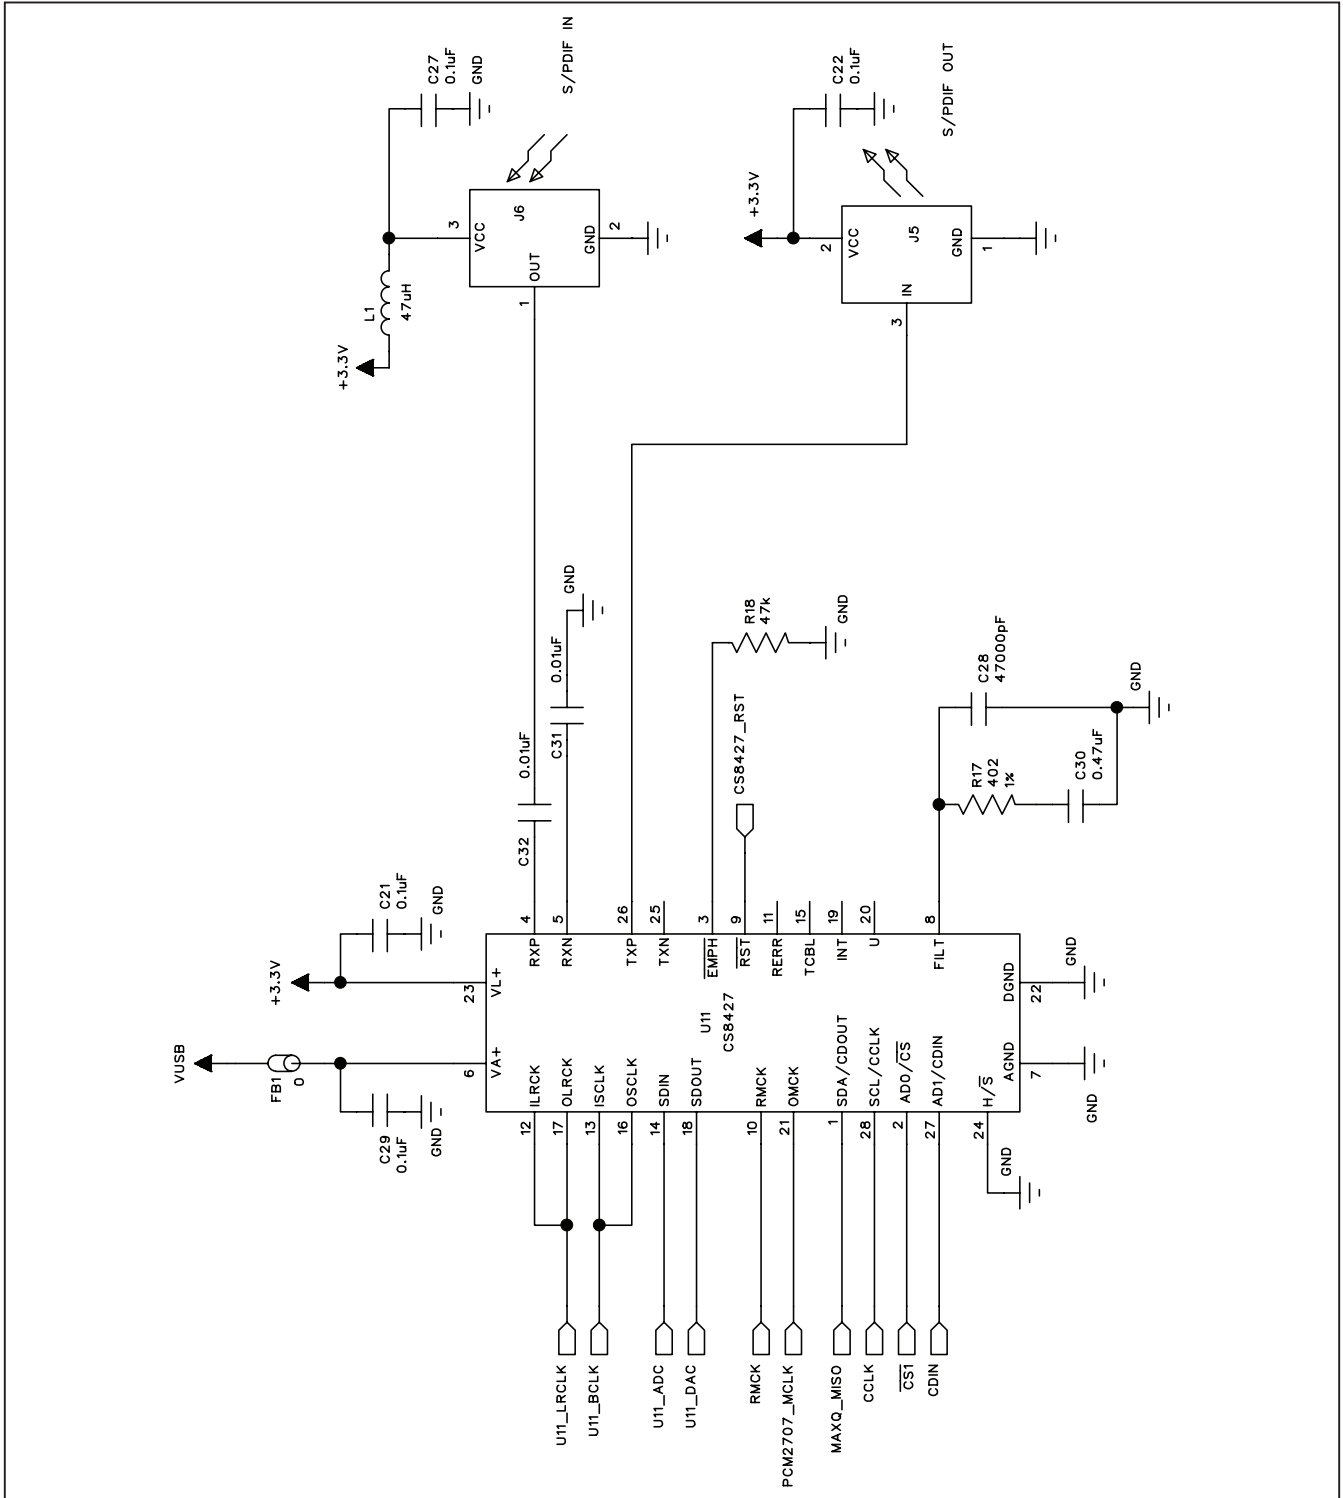 S/PDIF IN
C27
0.1uF
GND
L1
47uH
+3.3V
3
VCC
J6
OUT
GND
1
2
S/PDIF OUT
C22
0.1uF
+3.3V
2
VCC
J5
IN
GND
3
1
C32
0.01uF
C31
0.01uF
GND
R18
47k
GND
CS8427_RST
C28
47000pF
R17
402
1%
C30
0.47uF
GND
+3.3V
C21
0.1uF
GND
VUSB
FB1
0
C29
0.1uF
GND
23
VL+
6
VA+
4
RXP
5
RXN
26
TXP
25
TXN
3
EMPH
9
RST
11
RERR
15
TCBL
19
INT
20
U
8
FILT
U11
CS8427
DGND
22
GND
AGND
7
GND
ILRCK
12
OLRCK
17
ISCLK
13
OSCLK
16
SDIN
14
SDOUT
18
RMCK
10
OMCK
21
SDA/CDOUT
1
SCL/CCLK
28
AD0/CS
2
AD1/CDIN
27
H/S
24
GND
U11_LRCLK
U11_BCLK
U11_ADC
U11_DAC
RMCK
PCM2707_MCLK
MAXQ_MISO
CCLK
CS1
CDIN